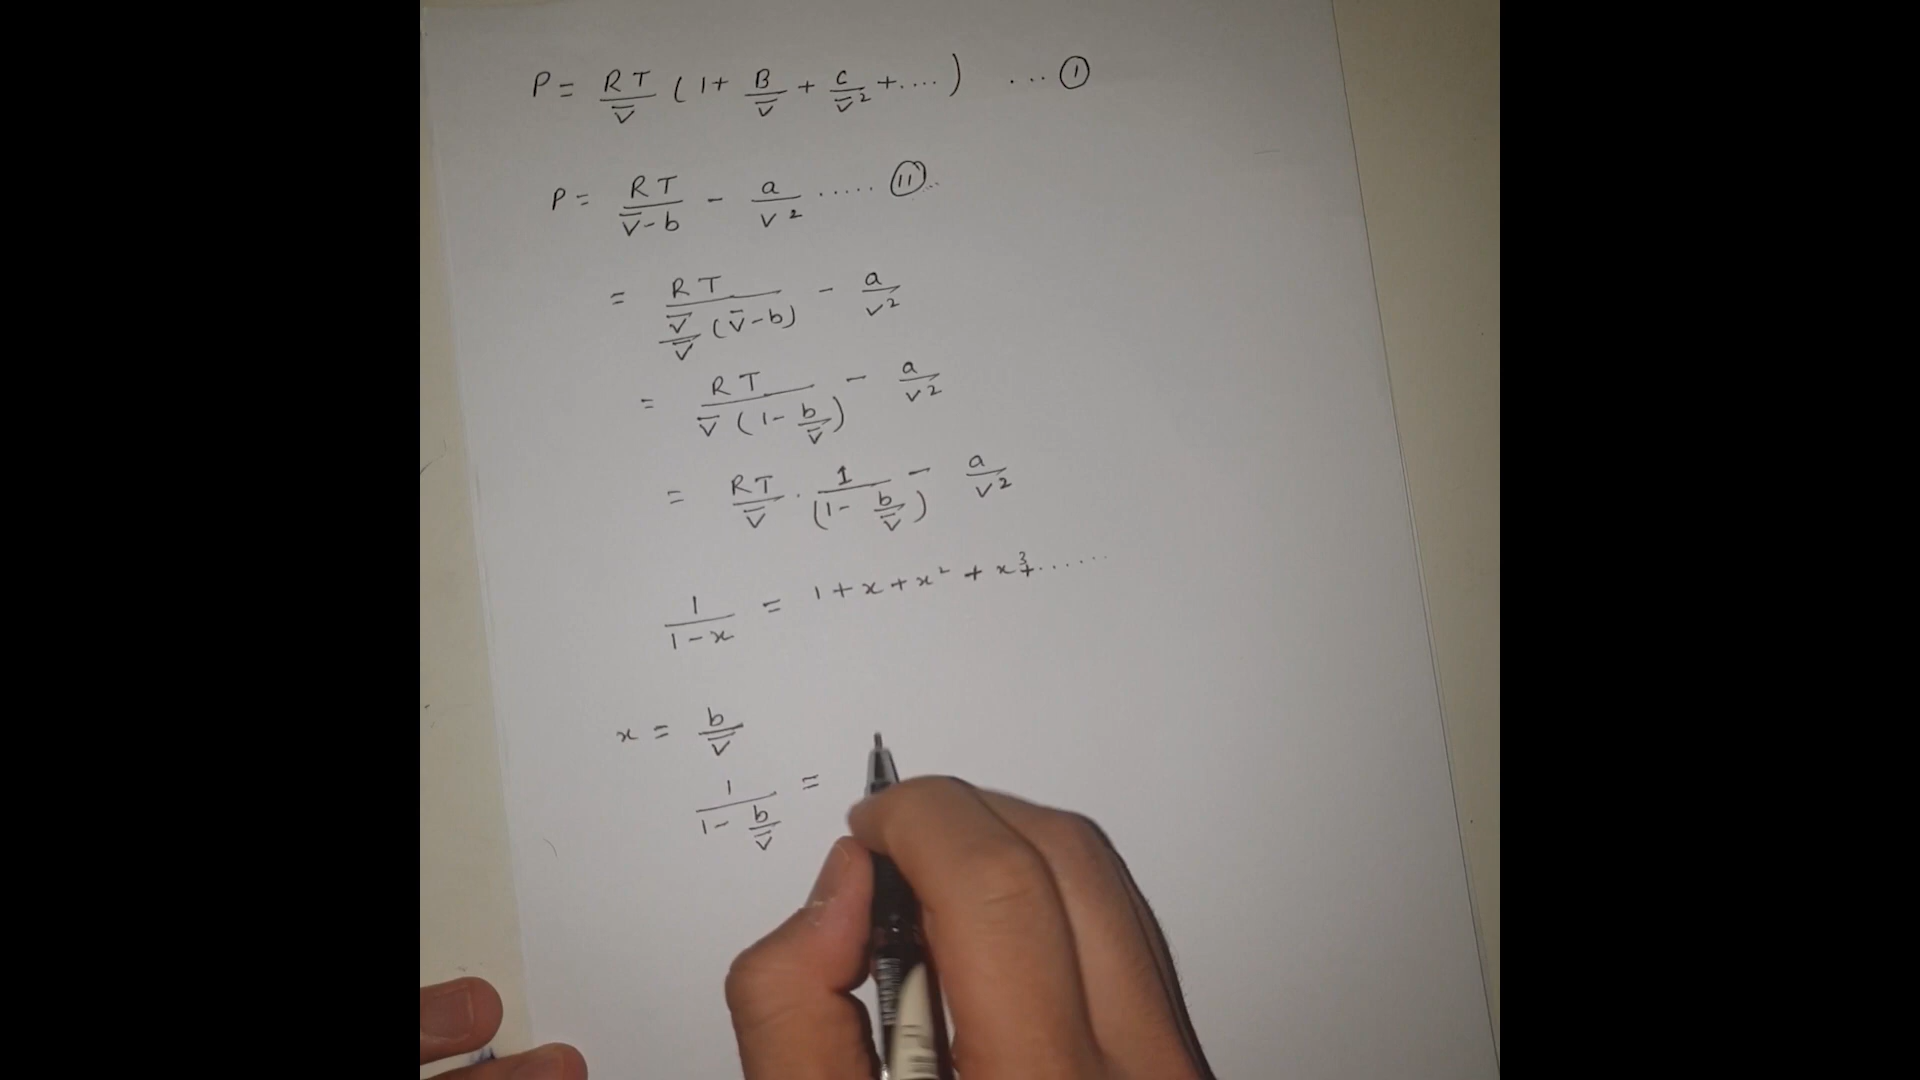 P = RT/V̅ (1 + B/V̅ + C/V̅² + ....) ... ①
P = RT/(V̅ - b) - a/V² ..... ⑪..
= RT/(V̅/V̅ (V̅ - b)) - a/V²
= RT/(V̅ (1 - b/V̅)) - a/V²
= RT/V̅ · 1/(1 - b/V̅) - a/V²
1/(1 - x) = 1 + x + x² + x³ + ......
x = b/V̅
1/(1 - b/V̅) =